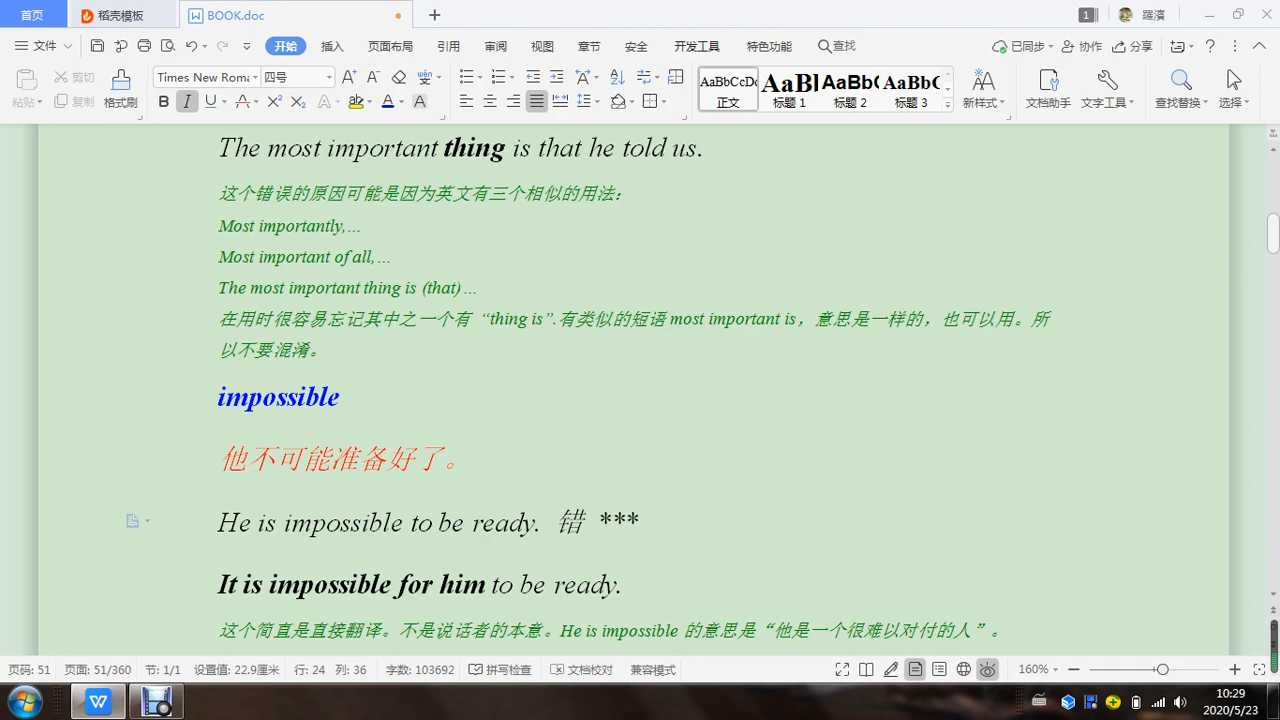 首页 稻壳模板 BOOK.doc 1 羅演
文件 开始 插入 页面布局 引用 审阅 视图 章节 安全 开发工具 特色功能 查找 已同步 协作 分享
粘贴 剪切 复制 格式刷 Times New Roma 四号 AaBbCcDd 正文 AaBl 标题 1 AaBbC 标题 2 AaBbC 标题 3 新样式 文档助手 文字工具 查找替换 选择
The most important thing is that he told us.
这个错误的原因可能是因为英文有三个相似的用法：
Most importantly,…
Most important of all,…
The most important thing is (that)…
在用时很容易忘记其中之一个有 “thing is”.有类似的短语 most important is，意思是一样的，也可以用。所
以不要混淆。
impossible
他不可能准备好了。
He is impossible to be ready. 错 ***
It is impossible for him to be ready.
这个简直是直接翻译。不是说话者的本意。He is impossible 的意思是“他是一个很难以对付的人”。
页码: 51 页面: 51/360 节: 1/1 设置值: 22.9厘米 行: 24 列: 36 字数: 103692 拼写检查 文档校对 兼容模式 160%
10:29
2020/5/23